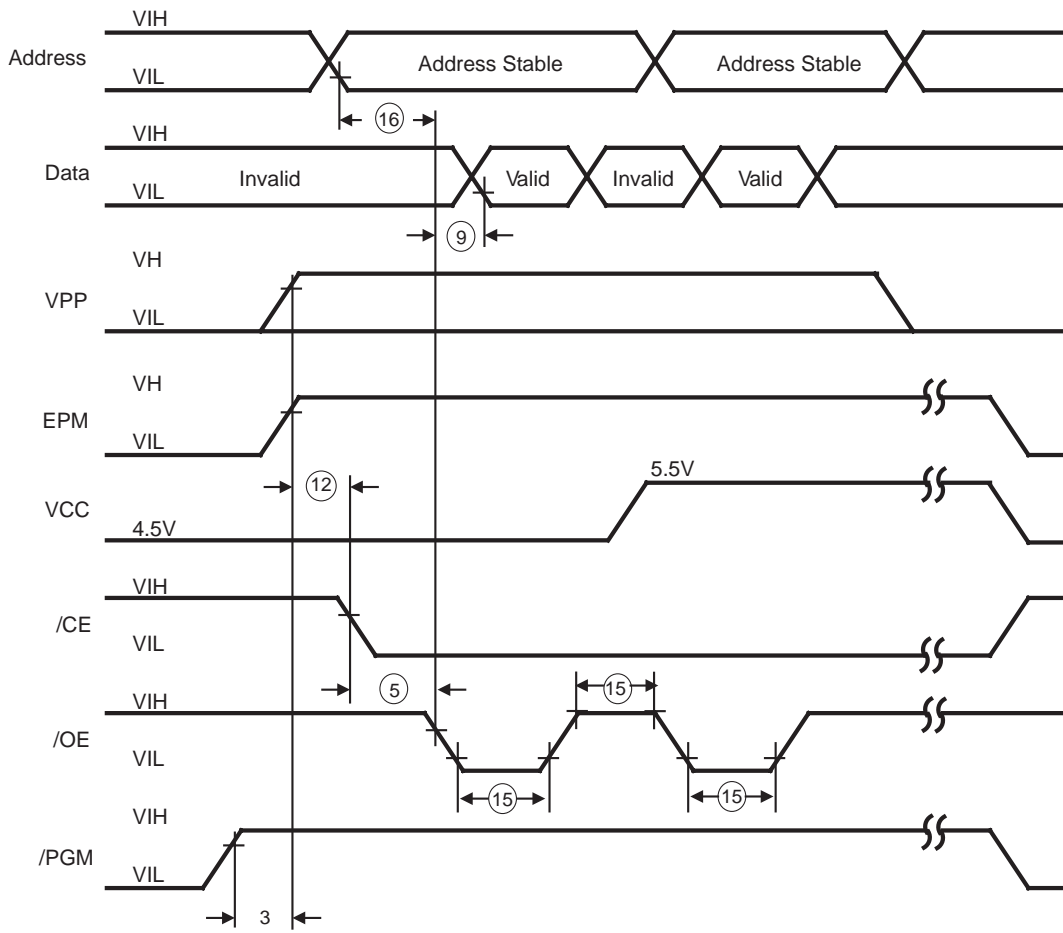 VIH
Address
VIL
Address Stable
Address Stable
16
VIH
Data
VIL
Invalid
Valid
Invalid
Valid
9
VH
VPP
VIL
VH
EPM
VIL
12
5.5V
VCC
4.5V
VIH
/CE
VIL
5
15
VIH
/OE
VIL
15
15
VIH
/PGM
VIL
3